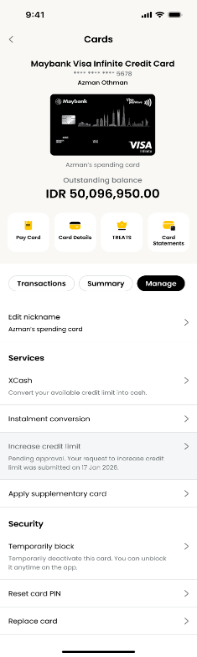 9:41
Cards
Maybank Visa Infinite Credit Card
**** **** **** 5678
Azman Othman
Maybank
VISA
Infinite
Azman's spending card
Outstanding balance
IDR 50,096,950.00
Pay Card
Card Details
TREATS
Card
Statements
Transactions
Summary
Manage
Edit nickname
Azman's spending card
Services
XCash
Convert your available credit limit into cash.
Instalment conversion
Increase credit limit
Pending approval. Your request to increase credit
limit was submitted on 17 Jan 2025.
Apply supplementary card
Security
Temporarily block
Temporarily deactivate this card. You can unblock
it anytime on the app.
Reset card PIN
Replace card